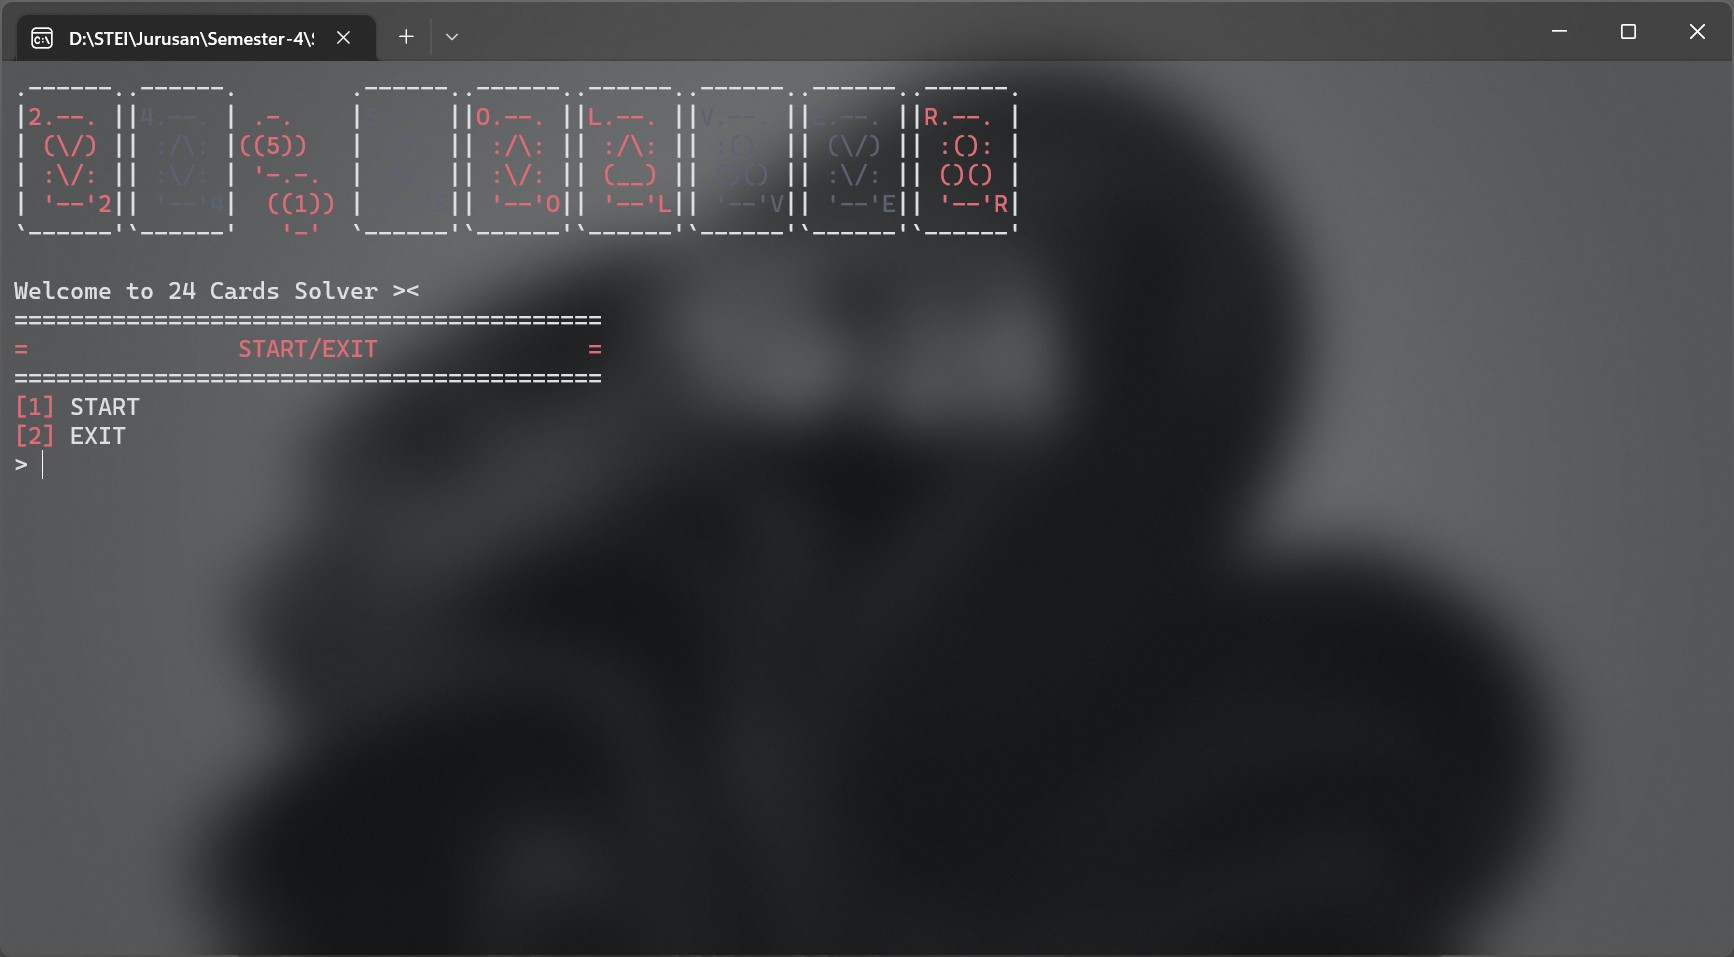 D:\STEI\Jurusan\Semester-4\S
.------..------.         .------..------..------..------..------..------.
|2.--. ||4.--. | .-.     |S.--. ||O.--. ||L.--. ||V.--. ||E.--. ||R.--. |
| (\/) || :/\: |((5))    |      || :/\: || :/\: || :(): || (\/) || :(): |
| :\/: || :\/: | '-.-.   |      || :\/: || (__) || ()() || :\/: || ()() |
| '--'2|| '--'4|  ((1))  | '--'S|| '--'O|| '--'L|| '--'V|| '--'E|| '--'R|
`------'`------'   '-'   `------'`------'`------'`------'`------'`------'
Welcome to 24 Cards Solver ><
==========================================
=               START/EXIT               =
==========================================
[1] START
[2] EXIT
>